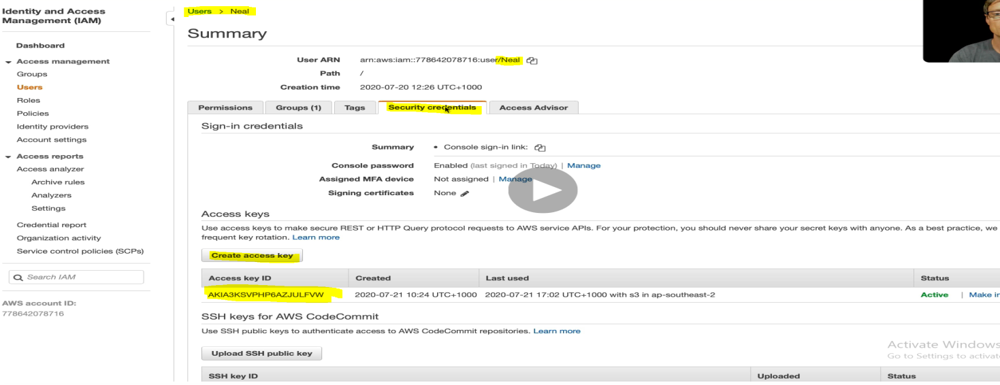 Identity and Access
Management (IAM)
Dashboard
Access management
Groups
Users
Roles
Policies
Identity providers
Account settings
Access reports
Access analyzer
Archive rules
Analyzers
Settings
Credential report
Organization activity
Service control policies (SCPs)
Search IAM
AWS account ID:
778642078716
Users > Neal
Summary
User ARN arn:aws:iam::778642078716:user/Neal
Path /
Creation time 2020-07-20 12:26 UTC+1000
Permissions Groups (1) Tags Security credentials Access Advisor
Sign-in credentials
Summary • Console sign-in link:
Console password Enabled (last signed in Today) | Manage
Assigned MFA device Not assigned | Manage
Signing certificates None
Access keys
Use access keys to make secure REST or HTTP Query protocol requests to AWS service APIs. For your protection, you should never share your secret keys with anyone. As a best practice, we
frequent key rotation. Learn more
Create access key
Access key ID Created Last used Status
AKIA3KSVPHP6AZJULFVW 2020-07-21 10:24 UTC+1000 2020-07-21 17:02 UTC+1000 with s3 in ap-southeast-2 Active | Make in
SSH keys for AWS CodeCommit
Use SSH public keys to authenticate access to AWS CodeCommit repositories. Learn more
Upload SSH public key
SSH key ID Uploaded Status
Activate Windows
Go to Settings to activate